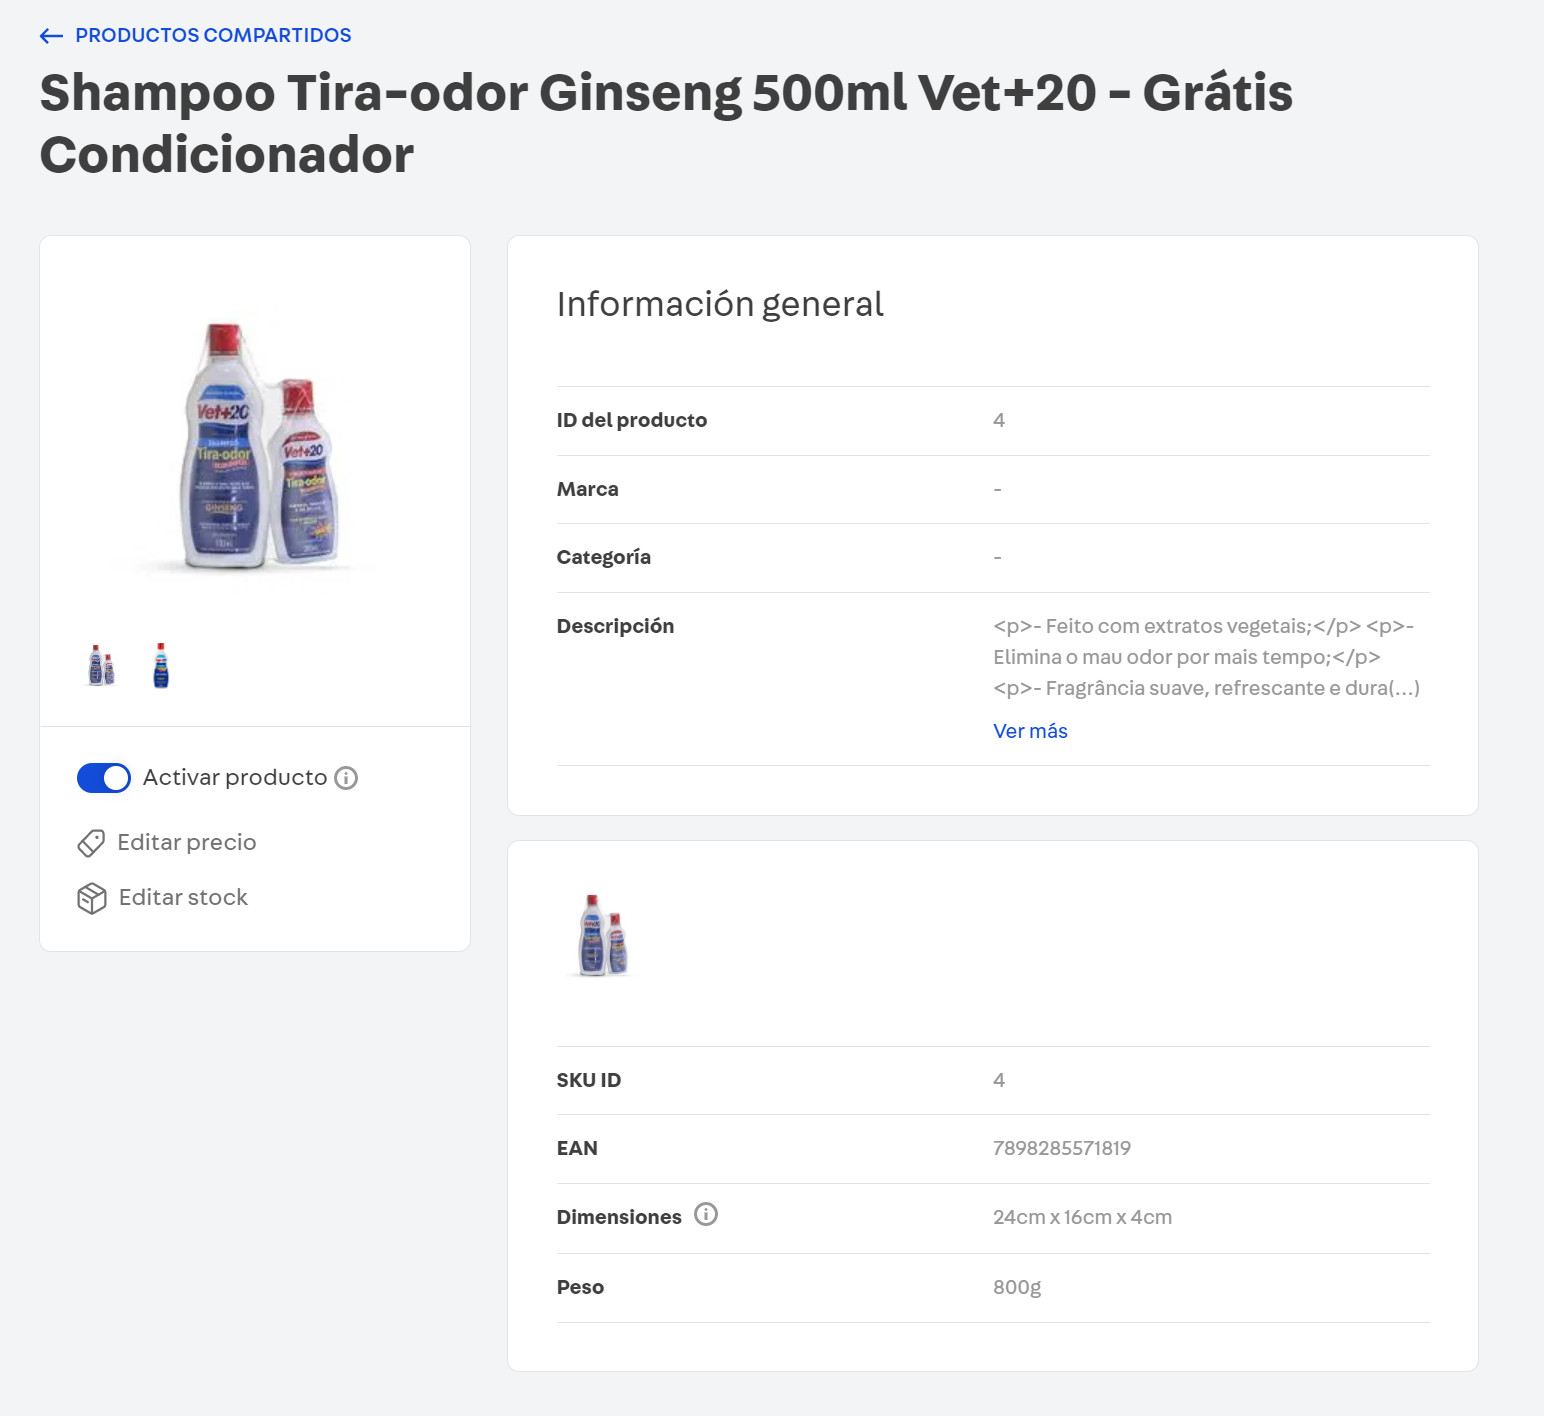 PRODUCTOS COMPARTIDOS
Shampoo Tira-odor Ginseng 500ml Vet+20 - Grátis
Condicionador
Vet+20
Tira-odor
GINSENG
Vet+20
Tira-odor
Activar producto
Editar precio
Editar stock
Información general
ID del producto 4
Marca -
Categoría -
Descripción <p>- Feito com extratos vegetais;</p> <p>-
Elimina o mau odor por mais tempo;</p>
<p>- Fragrância suave, refrescante e dura(...)
Ver más
SKU ID 4
EAN 7898285571819
Dimensiones 24cm x 16cm x 4cm
Peso 800g